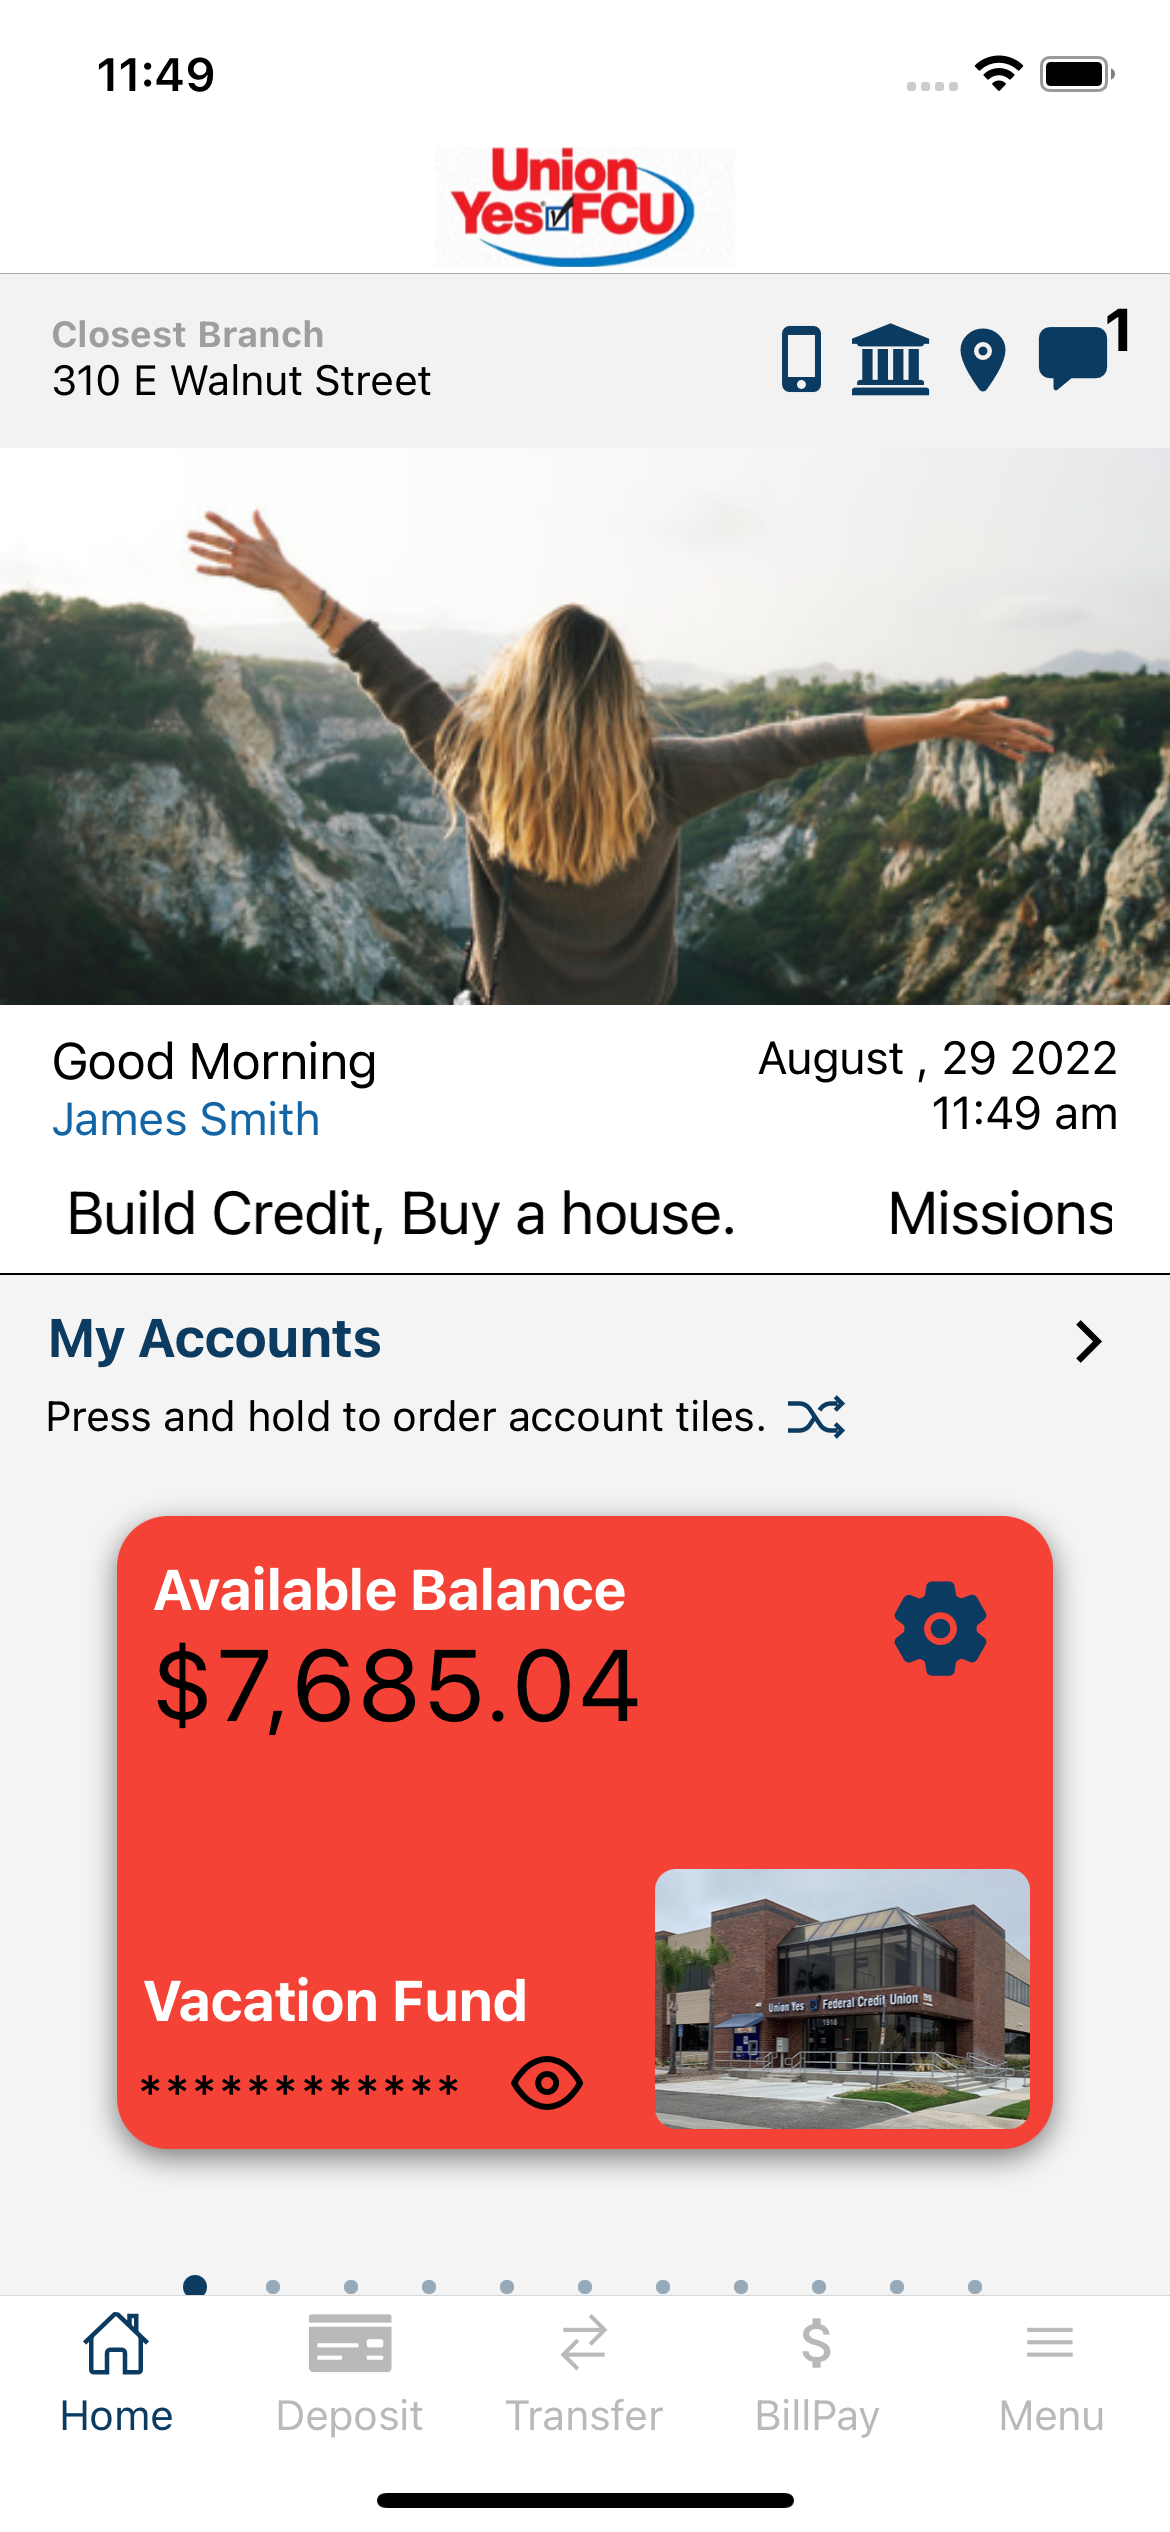 11:49
Union
Yes FCU
Closest Branch
310 E Walnut Street
1
Good Morning
August , 29 2022
James Smith
11:49 am
Build Credit, Buy a house.
Missions
My Accounts
Press and hold to order account tiles.
Available Balance
$7,685.04
Union Yes Federal Credit Union
1918
Vacation Fund
************
Home
Deposit
Transfer
BillPay
Menu